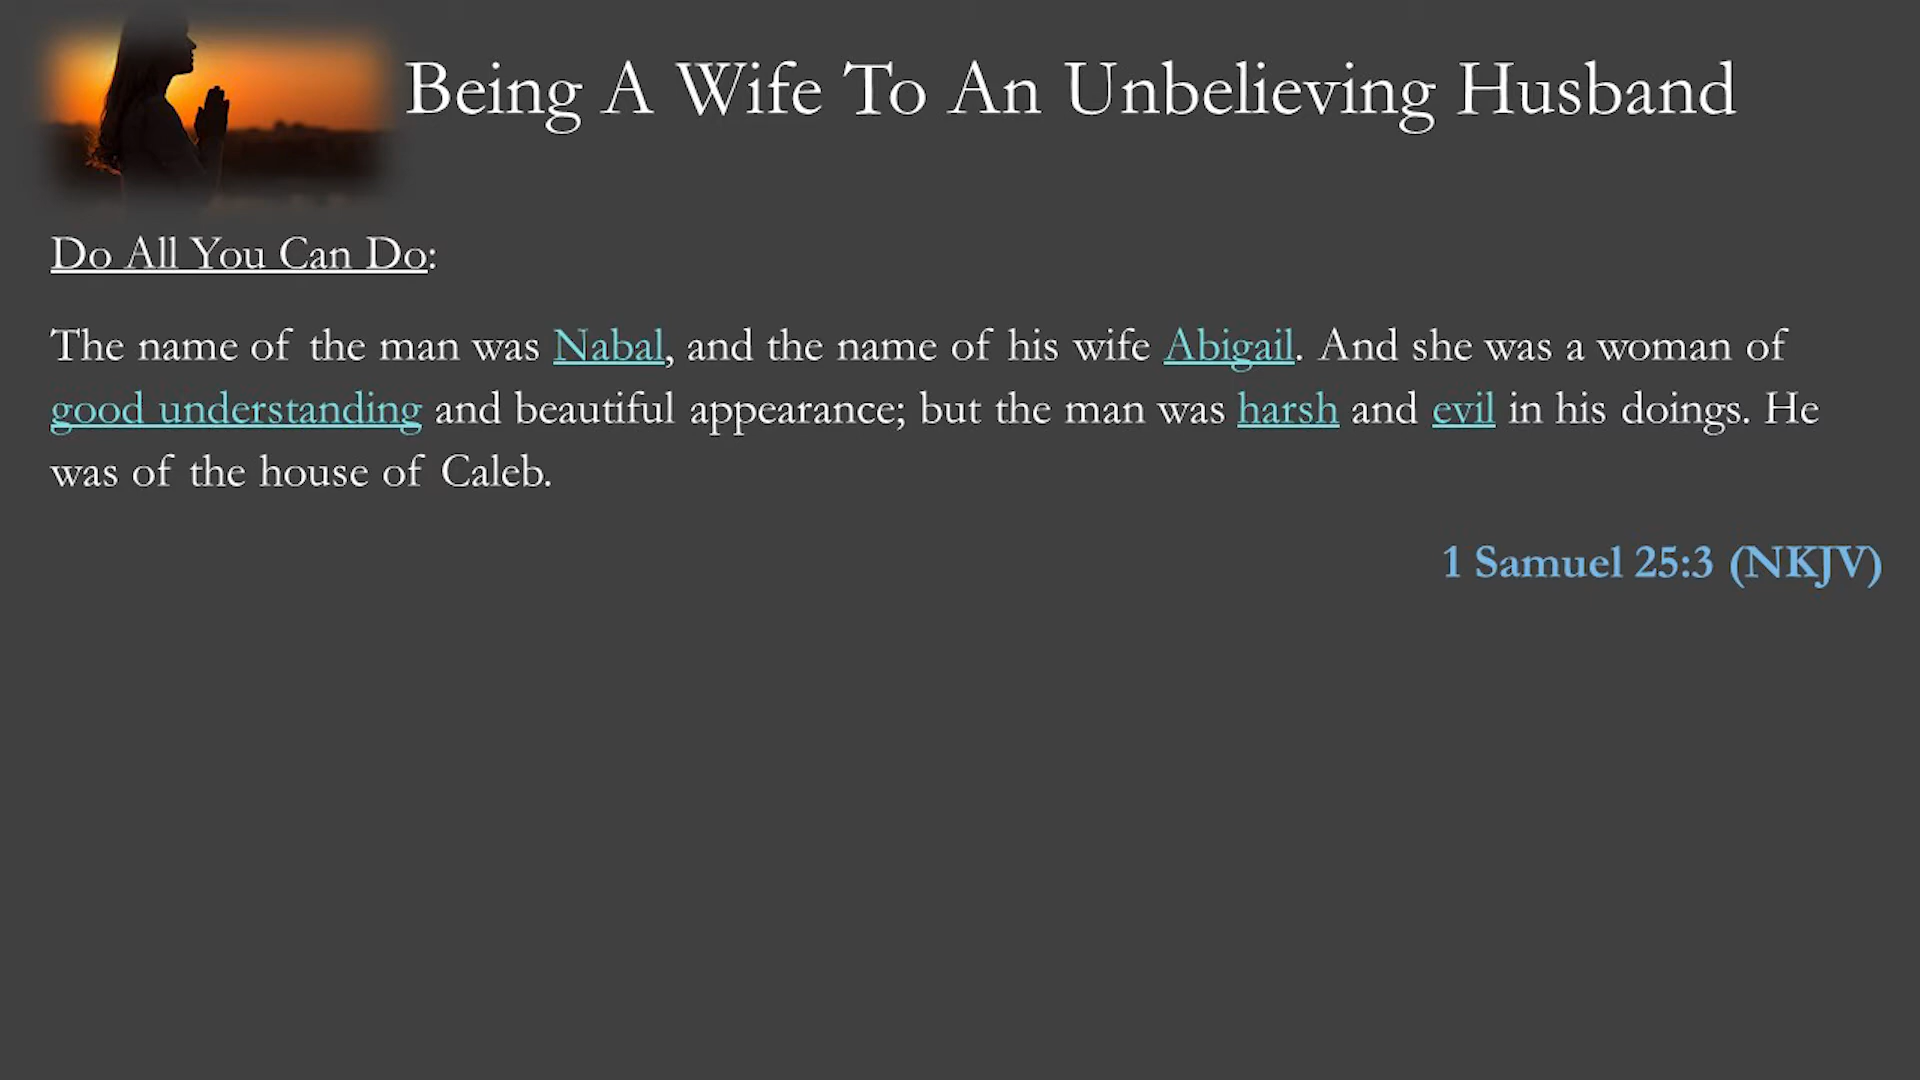 Being A Wife To An Unbelieving Husband
Do All You Can Do:
The name of the man was Nabal, and the name of his wife Abigail. And she was a woman of
good understanding and beautiful appearance; but the man was harsh and evil in his doings. He
was of the house of Caleb.
1 Samuel 25:3 (NKJV)